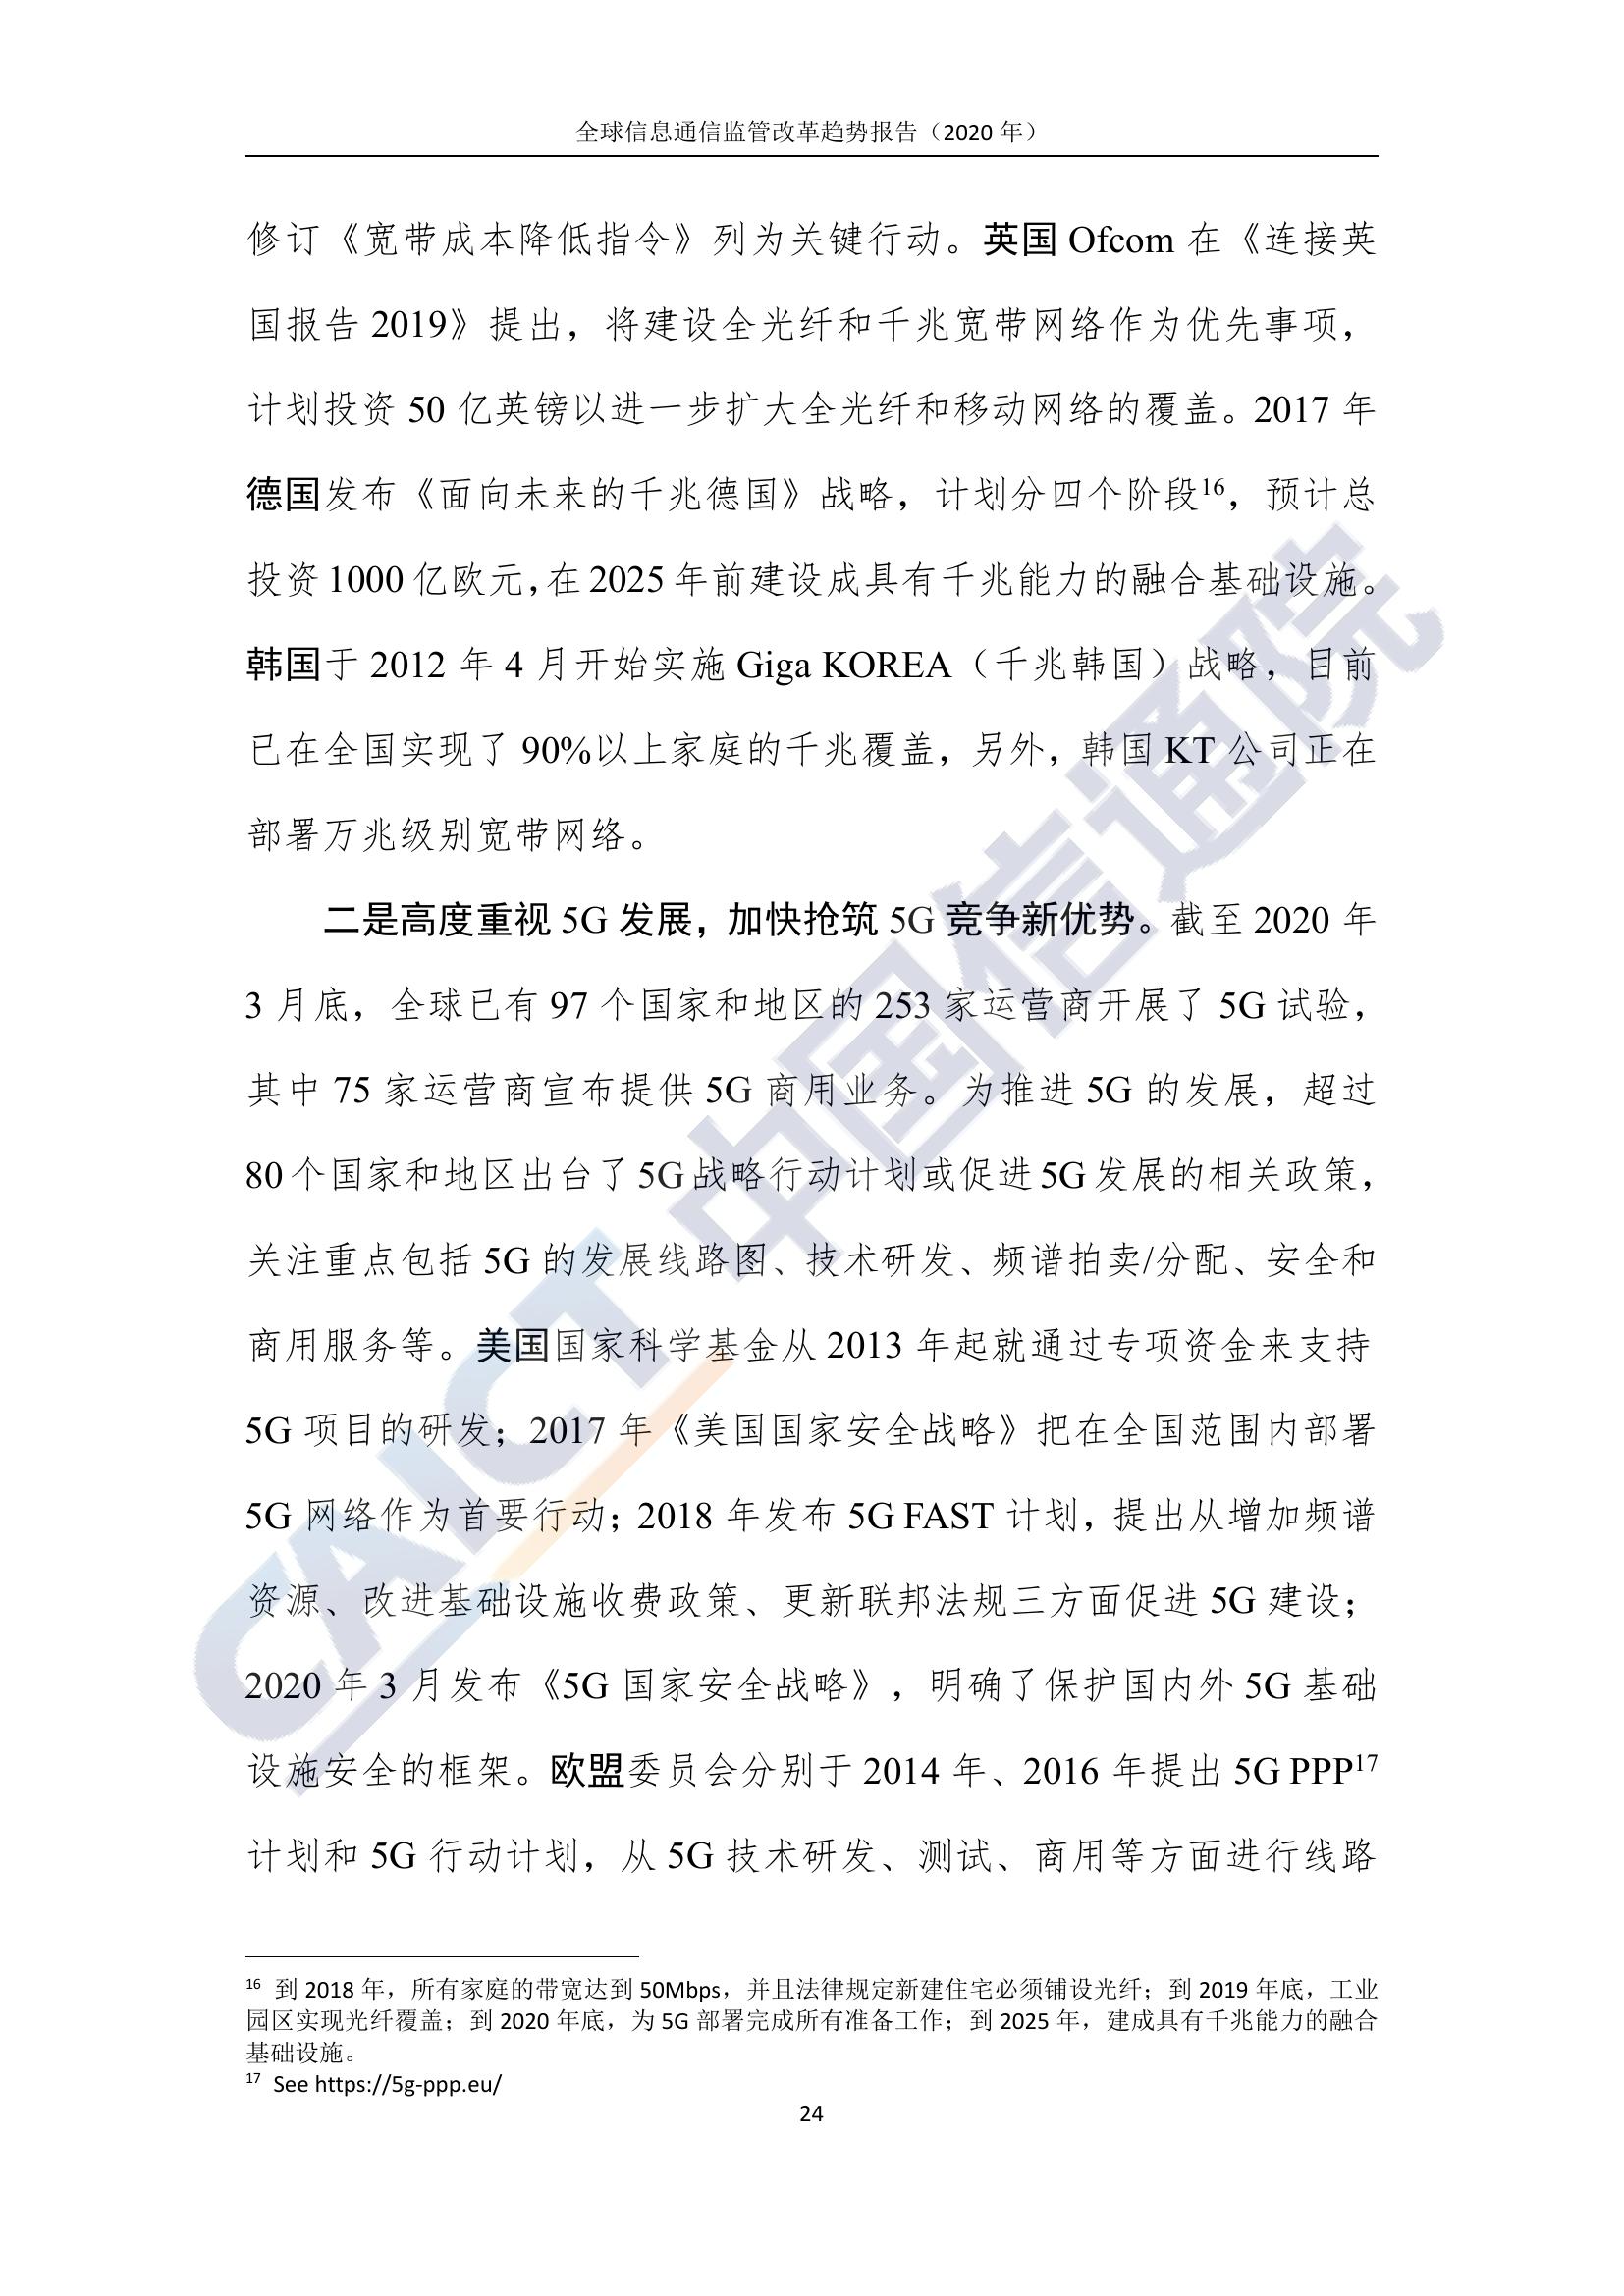 全球信息通信监管改革趋势报告（2020 年）
修订《宽带成本降低指令》列为关键行动。英国 Ofcom 在《连接英
国报告 2019》提出，将建设全光纤和千兆宽带网络作为优先事项，
计划投资 50 亿英镑以进一步扩大全光纤和移动网络的覆盖。2017 年
德国发布《面向未来的千兆德国》战略，计划分四个阶段16，预计总
投资 1000 亿欧元，在 2025 年前建设成具有千兆能力的融合基础设施。
韩国于 2012 年 4 月开始实施 Giga KOREA（千兆韩国）战略，目前
已在全国实现了 90%以上家庭的千兆覆盖，另外，韩国 KT 公司正在
部署万兆级别宽带网络。
二是高度重视 5G 发展，加快抢筑 5G 竞争新优势。截至 2020 年
3 月底，全球已有 97 个国家和地区的 253 家运营商开展了 5G 试验，
其中 75 家运营商宣布提供 5G 商用业务。为推进 5G 的发展，超过
80 个国家和地区出台了 5G 战略行动计划或促进 5G 发展的相关政策，
关注重点包括 5G 的发展线路图、技术研发、频谱拍卖/分配、安全和
商用服务等。美国国家科学基金从 2013 年起就通过专项资金来支持
5G 项目的研发；2017 年《美国国家安全战略》把在全国范围内部署
5G 网络作为首要行动；2018 年发布 5G FAST 计划，提出从增加频谱
资源、改进基础设施收费政策、更新联邦法规三方面促进 5G 建设；
2020 年 3 月发布《5G 国家安全战略》，明确了保护国内外 5G 基础
设施安全的框架。欧盟委员会分别于 2014 年、2016 年提出 5G PPP17
计划和 5G 行动计划，从 5G 技术研发、测试、商用等方面进行线路
16 到 2018 年，所有家庭的带宽达到 50Mbps，并且法律规定新建住宅必须铺设光纤；到 2019 年底，工业
园区实现光纤覆盖；到 2020 年底，为 5G 部署完成所有准备工作；到 2025 年，建成具有千兆能力的融合
基础设施。
17 See https://5g-ppp.eu/
24
CAICT 中国信通院